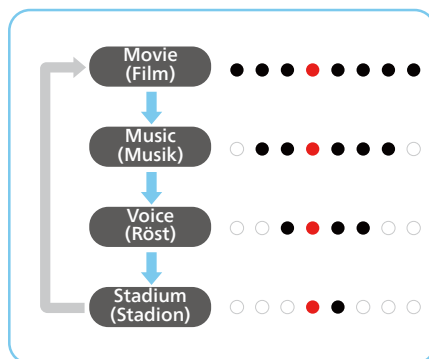 Movie
(Film)
Music
(Musik)
Voice
(Röst)
Stadium
(Stadion)